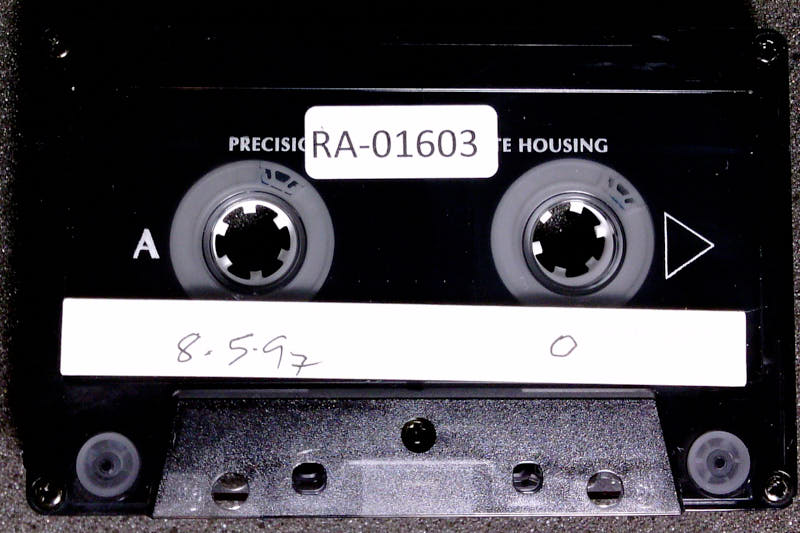 PRECISIO RA-01603 TE HOUSING
A
8.5.97 0